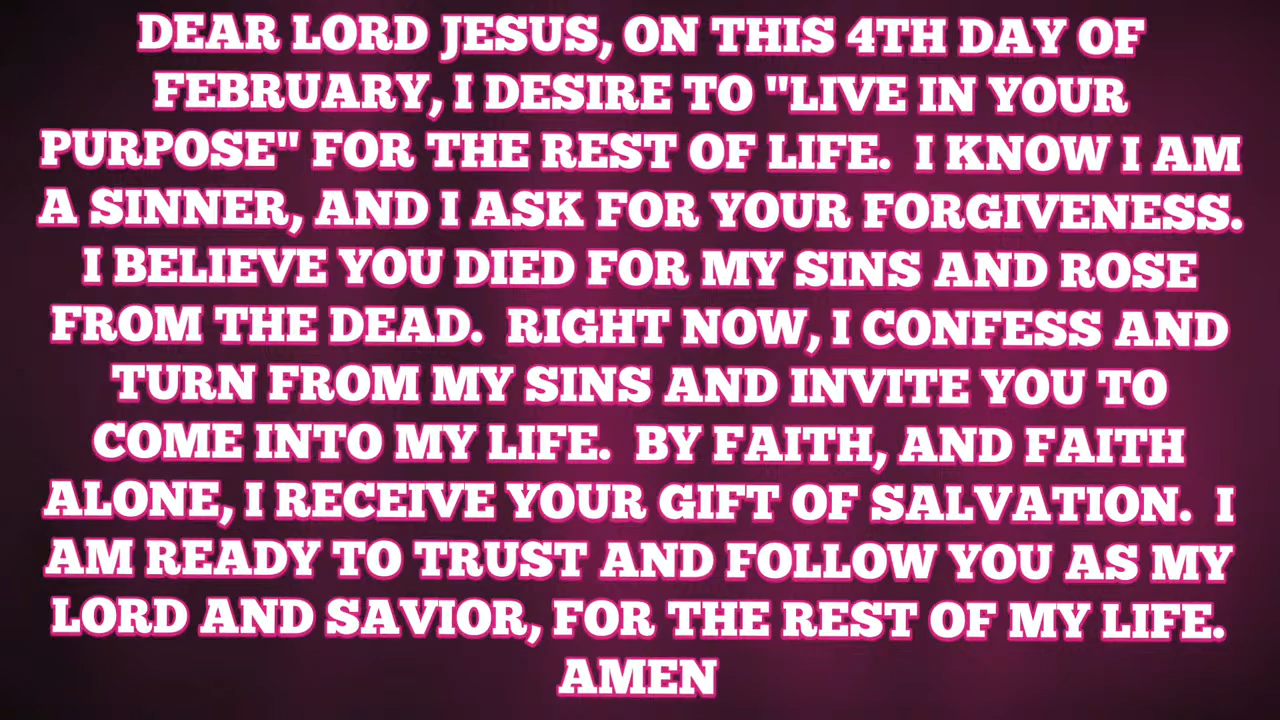 DEAR LORD JESUS, ON THIS 4TH DAY OF
FEBRUARY, I DESIRE TO "LIVE IN YOUR
PURPOSE" FOR THE REST OF LIFE.  I KNOW I AM
A SINNER, AND I ASK FOR YOUR FORGIVENESS.
I BELIEVE YOU DIED FOR MY SINS AND ROSE
FROM THE DEAD.  RIGHT NOW, I CONFESS AND
TURN FROM MY SINS AND INVITE YOU TO
COME INTO MY LIFE.  BY FAITH, AND FAITH
ALONE, I RECEIVE YOUR GIFT OF SALVATION.  I
AM READY TO TRUST AND FOLLOW YOU AS MY
LORD AND SAVIOR, FOR THE REST OF MY LIFE.
AMEN